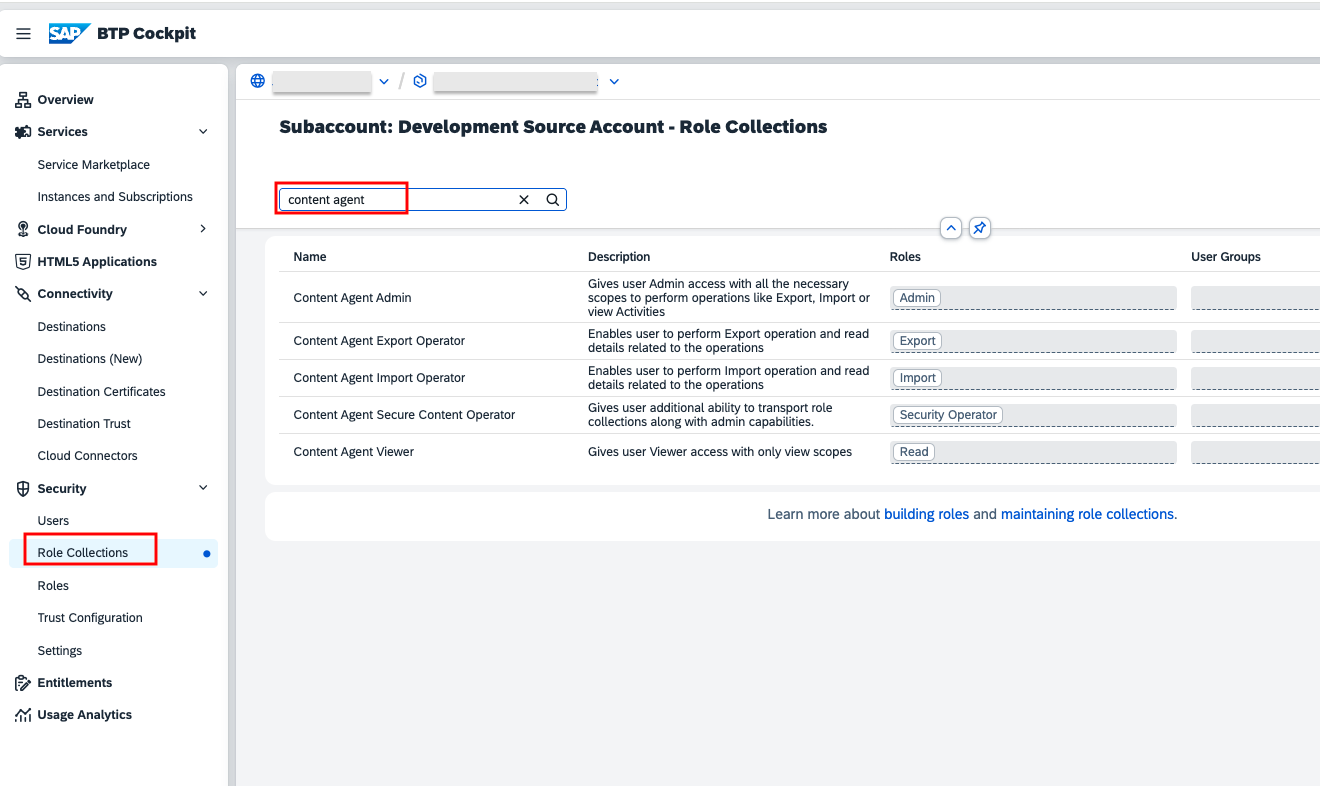 SAP BTP Cockpit
Overview
Services
Service Marketplace
Instances and Subscriptions
Cloud Foundry
HTML5 Applications
Connectivity
Destinations
Destinations (New)
Destination Certificates
Destination Trust
Cloud Connectors
Security
Users
Role Collections
Roles
Trust Configuration
Settings
Entitlements
Usage Analytics
/
Subaccount: Development Source Account - Role Collections
content agent
Name Description Roles User Groups
Content Agent Admin
Gives user Admin access with all the necessary
scopes to perform operations like Export, Import or
view Activities
Admin
Content Agent Export Operator
Enables user to perform Export operation and read
details related to the operations
Export
Content Agent Import Operator
Enables user to perform Import operation and read
details related to the operations
Import
Content Agent Secure Content Operator
Gives user additional ability to transport role
collections along with admin capabilities.
Security Operator
Content Agent Viewer
Gives user Viewer access with only view scopes
Read
Learn more about building roles and maintaining role collections.